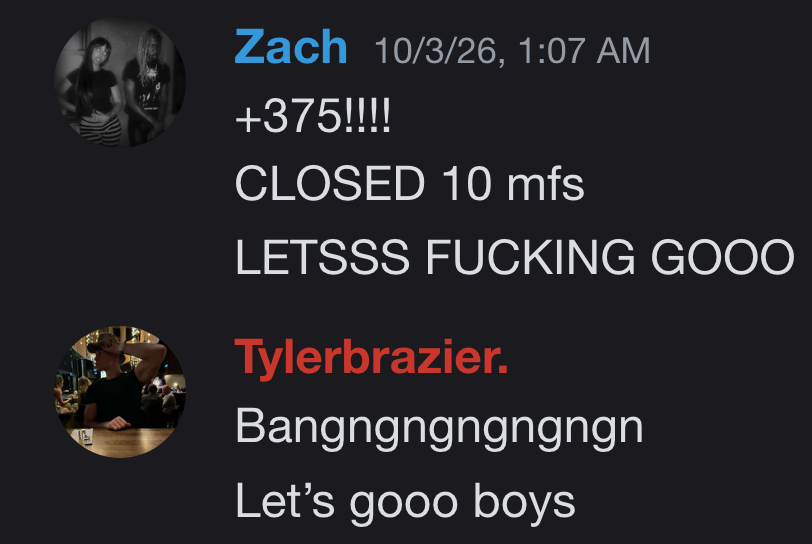 Zach 10/3/26, 1:07 AM
+375!!!!
CLOSED 10 mfs
LETSSS FUCKING GOOO
Tylerbrazier.
Bangngngngngngn
Let’s gooo boys